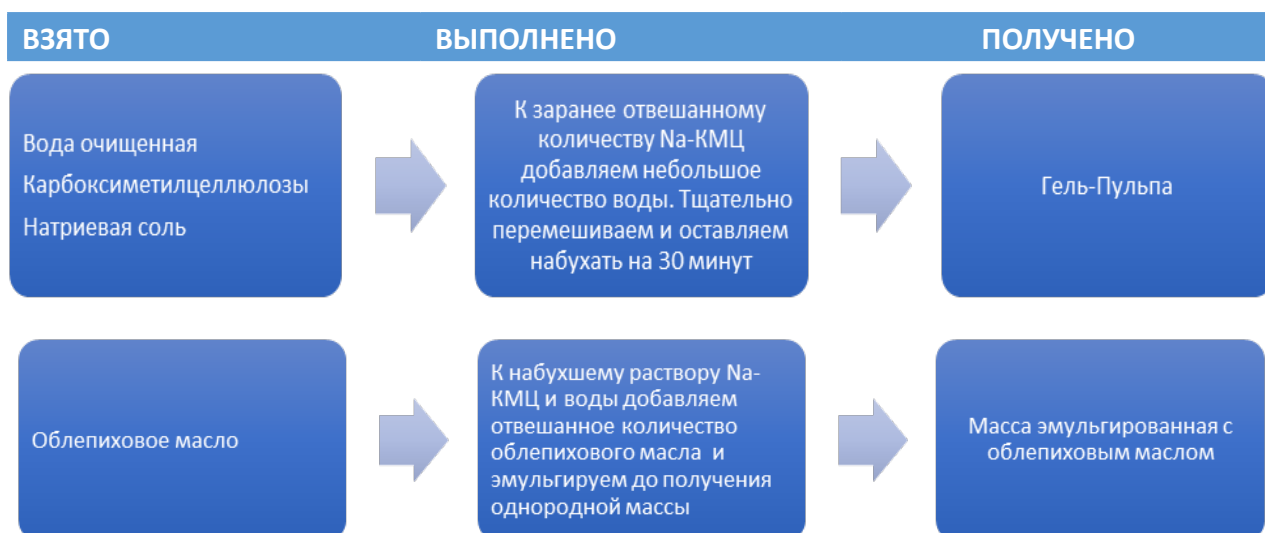 ВЗЯТО
ВЫПОЛНЕНО
ПОЛУЧЕНО
Вода очищенная
Карбоксиметилцеллюлозы
Натриевая соль
К заранее отвешанному
количеству Na-КМЦ
добавляем небольшое
количество воды. Тщательно
перемешиваем и оставляем
набухать на 30 минут
Гель-Пульпа
Облепиховое масло
К набухшему раствору Na-
КМЦ и воды добавляем
отвешанное количество
облепихового масла и
эмульгируем до получения
однородной массы
Масса эмульгированная с
облепиховым маслом